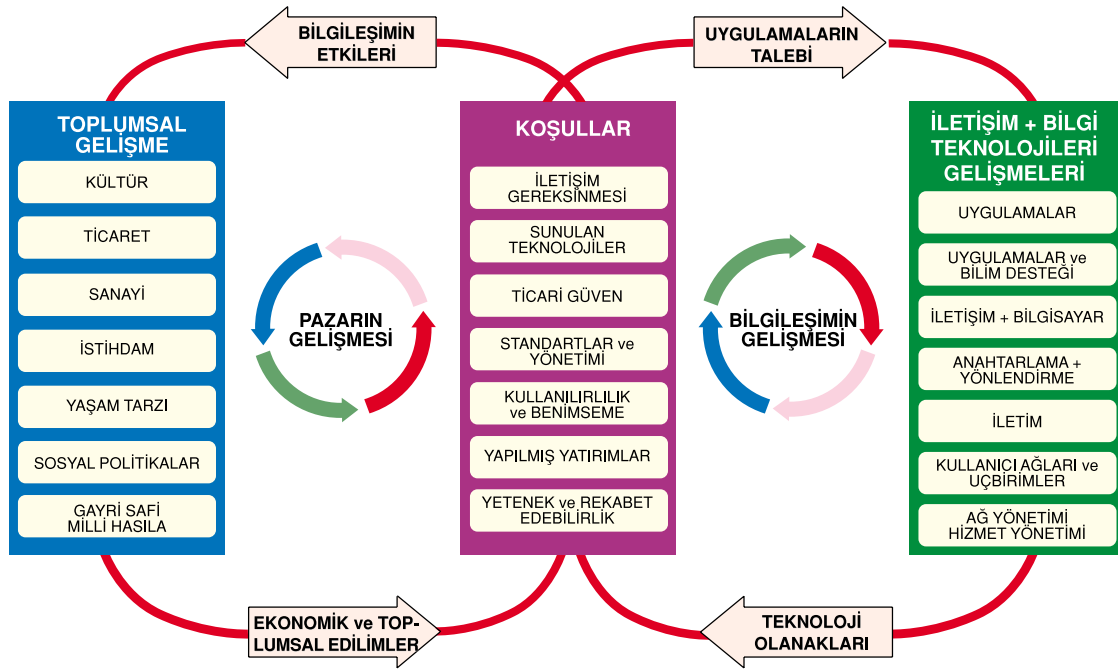 BİLGİLEŞİMİN
ETKİLERİ
UYGULAMALARIN
TALEBİ
TOPLUMSAL
GELİŞME
KÜLTÜR
TİCARET
SANAYİ
İSTİHDAM
YAŞAM TARZI
SOSYAL POLİTİKALAR
GAYRİ SAFİ
MİLLİ HASILA
PAZARIN
GELİŞMESİ
KOŞULLAR
İLETİŞİM
GEREKSİNMESİ
SUNULAN
TEKNOLOJİLER
TİCARİ GÜVEN
STANDARTLAR ve
YÖNETİMİ
KULLANILIRLILIK
ve BENİMSEME
YAPILMIŞ YATIRIMLAR
YETENEK ve REKABET
EDEBİLİRLİK
BİLGİLEŞİMİN
GELİŞMESİ
İLETİŞİM + BİLGİ
TEKNOLOJİLERİ
GELİŞMELERİ
UYGULAMALAR
UYGULAMALAR ve
BİLİM DESTEĞİ
İLETİŞİM + BİLGİSAYAR
ANAHTARLAMA +
YÖNLENDİRME
İLETİM
KULLANICI AĞLARI ve
UÇBİRİMLER
AĞ YÖNETİMİ
HİZMET YÖNETİMİ
EKONOMİK ve TOP-
LUMSAL EDİLİMLER
TEKNOLOJİ
OLANAKLARI